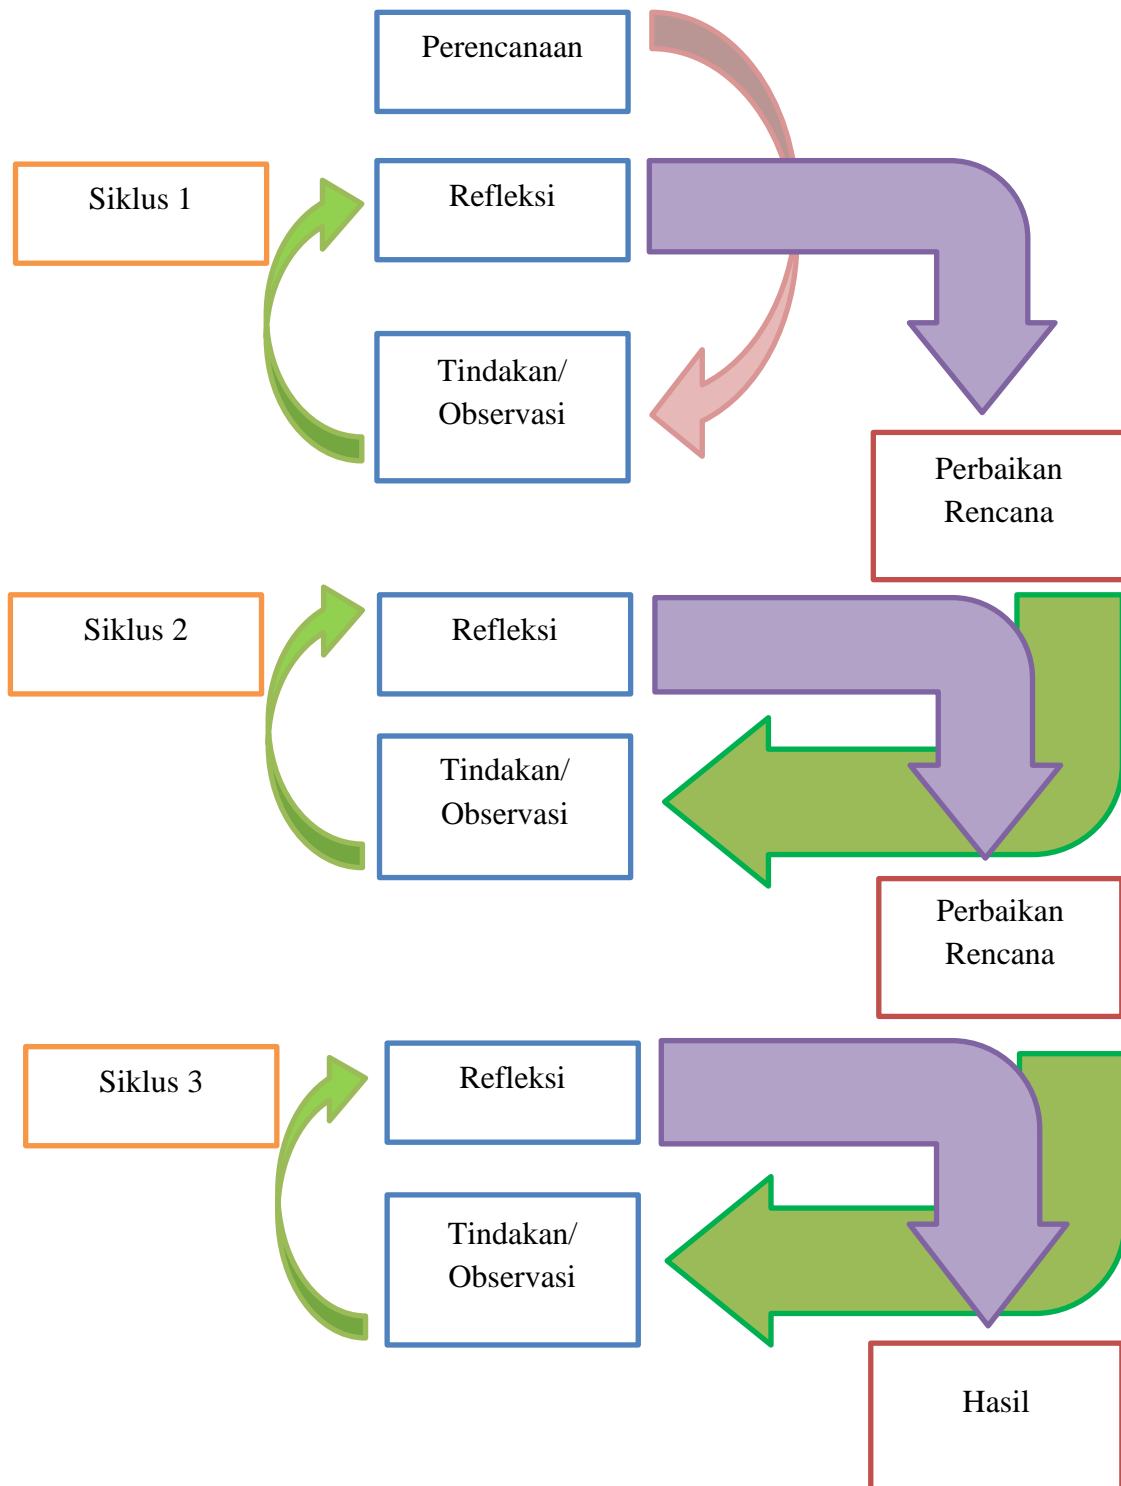 Perencanaan
Siklus 1
Refleksi
Tindakan/
Observasi
Perbaikan
Rencana
Siklus 2
Refleksi
Tindakan/
Observasi
Perbaikan
Rencana
Siklus 3
Refleksi
Tindakan/
Observasi
Hasil